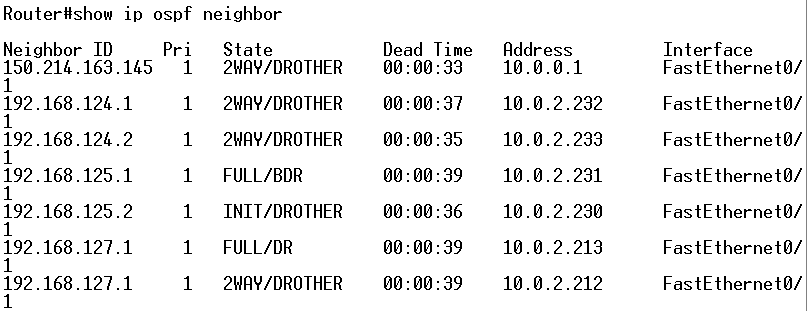 Router#show ip ospf neighbor
Neighbor ID Pri State Dead Time Address Interface
150.214.163.145 1 2WAY/DROTHER 00:00:33 10.0.0.1 FastEthernet0/
1
192.168.124.1 1 2WAY/DROTHER 00:00:37 10.0.2.232 FastEthernet0/
1
192.168.124.2 1 2WAY/DROTHER 00:00:35 10.0.2.233 FastEthernet0/
1
192.168.125.1 1 FULL/BDR 00:00:39 10.0.2.231 FastEthernet0/
1
192.168.125.2 1 INIT/DROTHER 00:00:36 10.0.2.230 FastEthernet0/
1
192.168.127.1 1 FULL/DR 00:00:39 10.0.2.213 FastEthernet0/
1
192.168.127.1 1 2WAY/DROTHER 00:00:39 10.0.2.212 FastEthernet0/
1